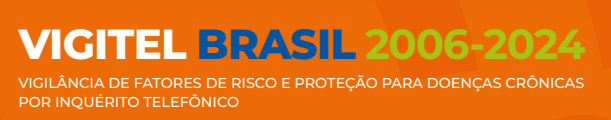 VIGITEL BRASIL 2006-2024
VIGILÂNCIA DE FATORES DE RISCO E PROTEÇÃO PARA DOENÇAS CRÔNICAS
POR INQUÉRITO TELEFÔNICO